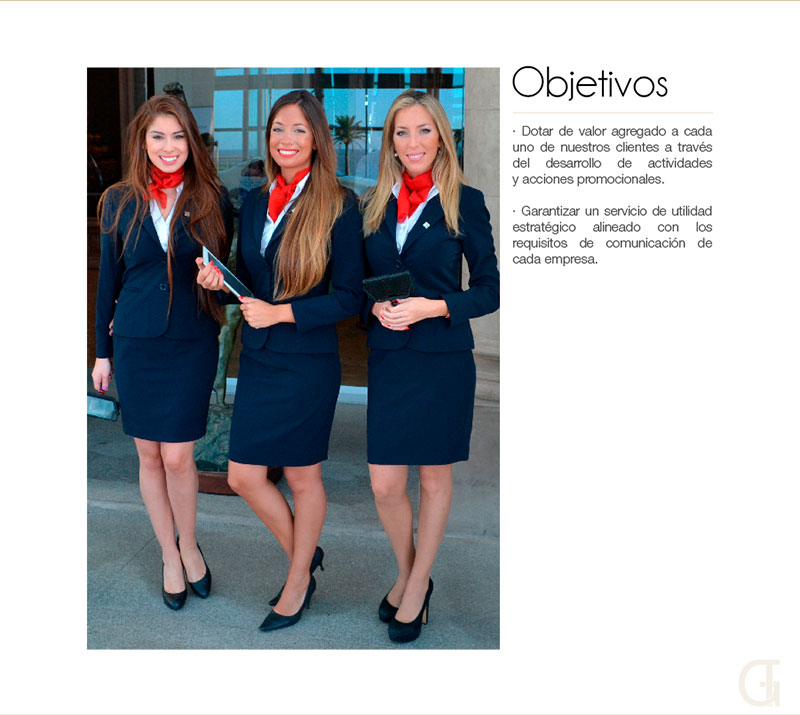 Objetivos
· Dotar de valor agregado a cada
uno de nuestros clientes a través
del desarrollo de actividades
y acciones promocionales.
· Garantizar un servicio de utilidad
estratégico alineado con los
requisitos de comunicación de
cada empresa.